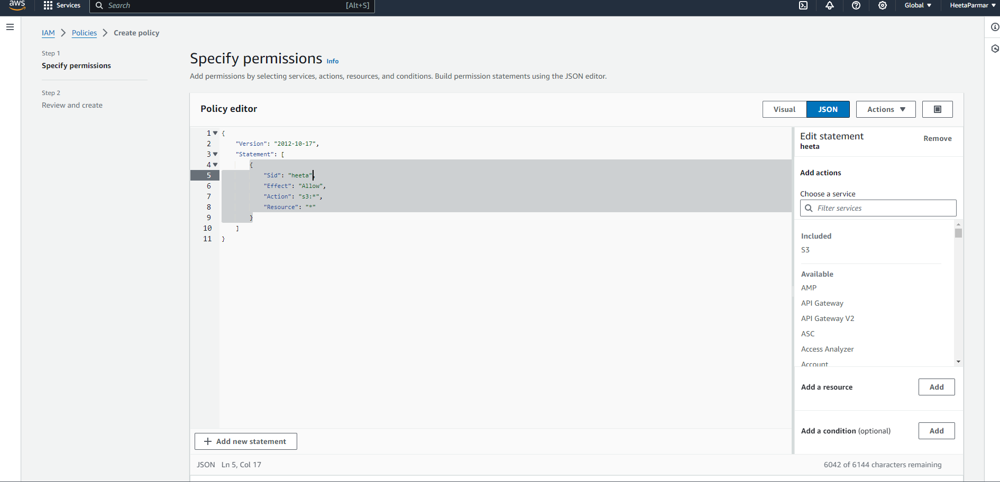 aws
Services
Search
[Alt+S]
Global
HeetaParmar
IAM
Policies
Create policy
Step 1
Specify permissions
Step 2
Review and create
Specify permissions Info
Add permissions by selecting services, actions, resources, and conditions. Build permission statements using the JSON editor.
Policy editor
Visual
JSON
Actions
1 {
2 "Version": "2012-10-17",
3 "Statement": [
4 {
5 "Sid": "heeta",
6 "Effect": "Allow",
7 "Action": "s3:*",
8 "Resource": "*"
9 }
10 ]
11 }
Edit statement
Remove
heeta
Add actions
Choose a service
Filter services
Included
S3
Available
AMP
API Gateway
API Gateway V2
ASC
Access Analyzer
Account
Add a resource
Add
Add a condition (optional)
Add
+ Add new statement
JSON Ln 5, Col 17
6042 of 6144 characters remaining